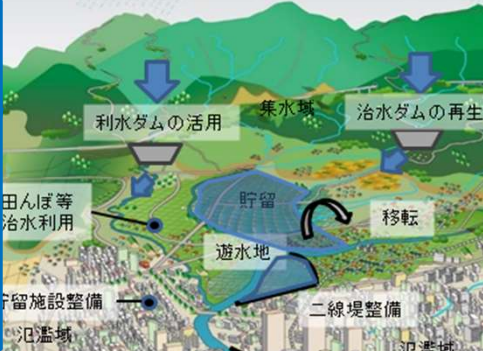 集水域
利水ダムの活用
治水ダムの再生
田んぼ等
治水利用
貯留
移転
遊水地
貯留施設整備
二線堤整備
氾濫域
氾濫域